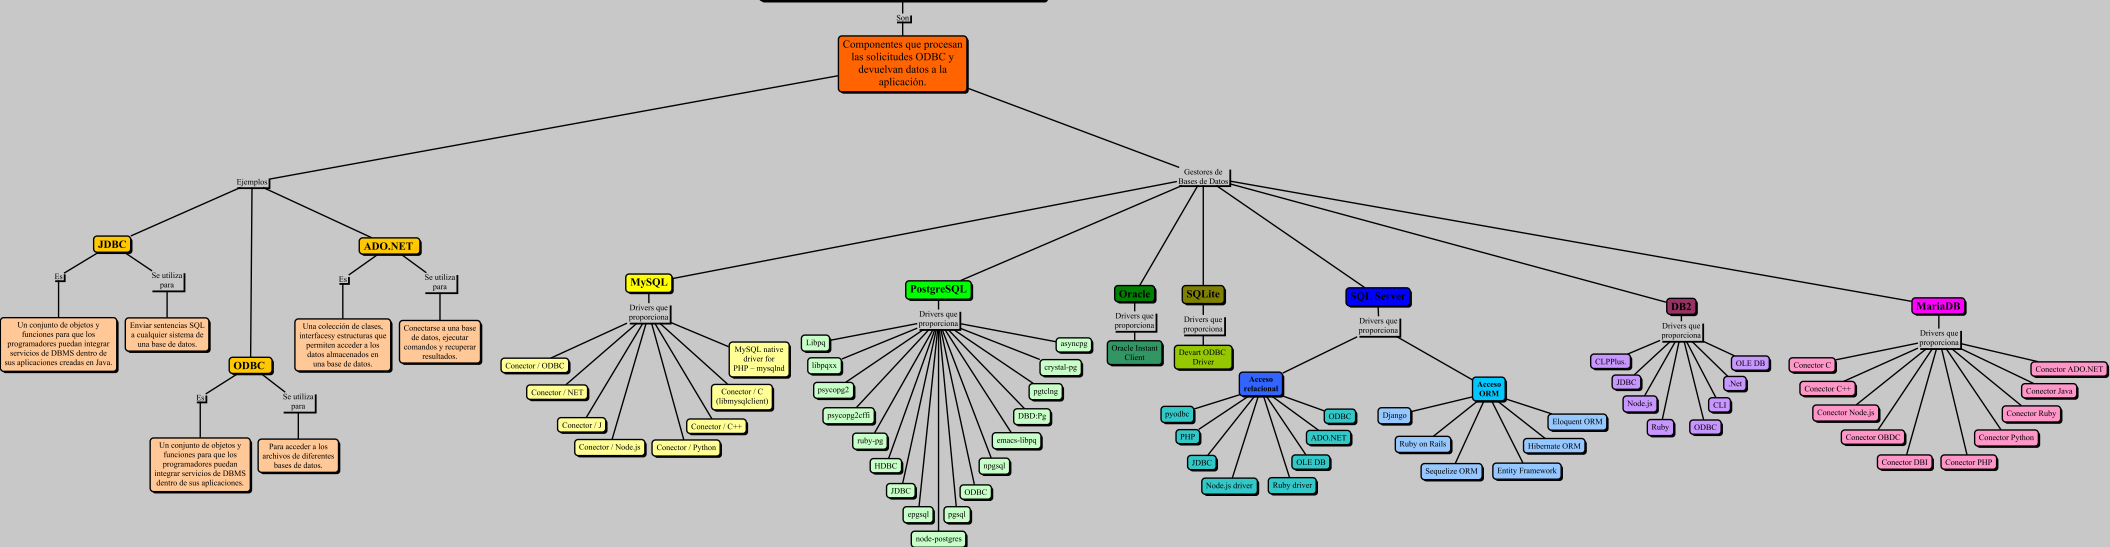 Son
Componentes que procesan
las solicitudes ODBC y
devuelvan datos a la
aplicación.
Ejemplos
JDBC
Es
Un conjunto de objetos y
funciones para que los
programadores puedan integrar
servicios de DBMS dentro de
sus aplicaciones creadas en Java.
Se utiliza
para
Enviar sentencias SQL
a cualquier sistema de
una base de datos.
ODBC
Es
Un conjunto de objetos y
funciones para que los
programadores puedan
integrar servicios de DBMS
dentro de sus aplicaciones.
Se utiliza
para
Para acceder a los
archivos de diferentes
bases de datos.
ADO.NET
Es
Una colección de clases,
interfacesy estructuras que
permiten acceder a los
datos almacenados en
una base de datos.
Se utiliza
para
Conectarse a una base
de datos, ejecutar
comandos y recuperar
resultados.
Gestores de
Bases de Datos
MySQL
Drivers que
proporciona
Conector / ODBC
Conector / NET
Conector / J
Conector / Node.js
Conector / Python
Conector / C++
Conector / C
(libmysqlclient)
MySQL native
driver for
PHP – mysqlnd
PostgreSQL
Drivers que
proporciona
Libpq
libpqxx
psycopg2
psycopg2cffi
ruby-pg
HDBC
JDBC
epgsql
node-postgres
pgsql
ODBC
npgsql
emacs-libpq
DBD:Pg
pgtclng
crystal-pg
asyncpg
Oracle
Drivers que
proporciona
Oracle Instant
Client
SQLite
Drivers que
proporciona
Devart ODBC
Driver
SQL Server
Drivers que
proporciona
Acceso
relacional
pyodbc
PHP
JDBC
Node.js driver
Ruby driver
OLE DB
ADO.NET
ODBC
Acceso
ORM
Django
Ruby on Rails
Sequelize ORM
Entity Framework
Hibernate ORM
Eloquent ORM
DB2
Drivers que
proporciona
CLPPlus
JDBC
Node.js
Ruby
ODBC
CLI
.Net
OLE DB
MariaDB
Drivers que
proporciona
Conector C
Conector C++
Conector Node.js
Conector OBDC
Conector DBI
Conector PHP
Conector Python
Conector Ruby
Conector Java
Conector ADO.NET